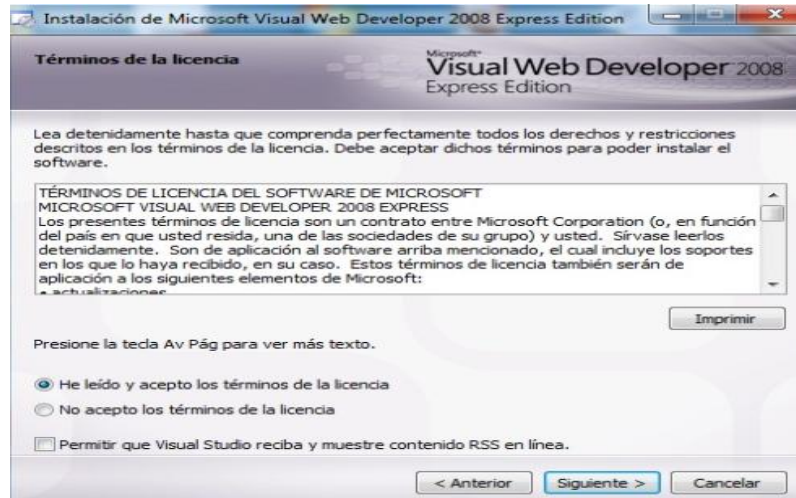 Instalación de Microsoft Visual Web Developer 2008 Express Edition
Términos de la licencia
Microsoft®
Visual Web Developer 2008
Express Edition
Lea detenidamente hasta que comprenda perfectamente todos los derechos y restricciones
descritos en los términos de la licencia. Debe aceptar dichos términos para poder instalar el
software.
TÉRMINOS DE LICENCIA DEL SOFTWARE DE MICROSOFT
MICROSOFT VISUAL WEB DEVELOPER 2008 EXPRESS
Los presentes términos de licencia son un contrato entre Microsoft Corporation (o, en función
del país en que usted resida, una de las sociedades de su grupo) y usted.  Sírvase leerlos
detenidamente.  Son de aplicación al software arriba mencionado, el cual incluye los soportes
en los que lo haya recibido, en su caso.  Estos términos de licencia también serán de
aplicación a los siguientes elementos de Microsoft:
• actualizaciones
Imprimir
Presione la tecla Av Pág para ver más texto.
He leído y acepto los términos de la licencia
No acepto los términos de la licencia
Permitir que Visual Studio reciba y muestre contenido RSS en línea.
< Anterior
Siguiente >
Cancelar